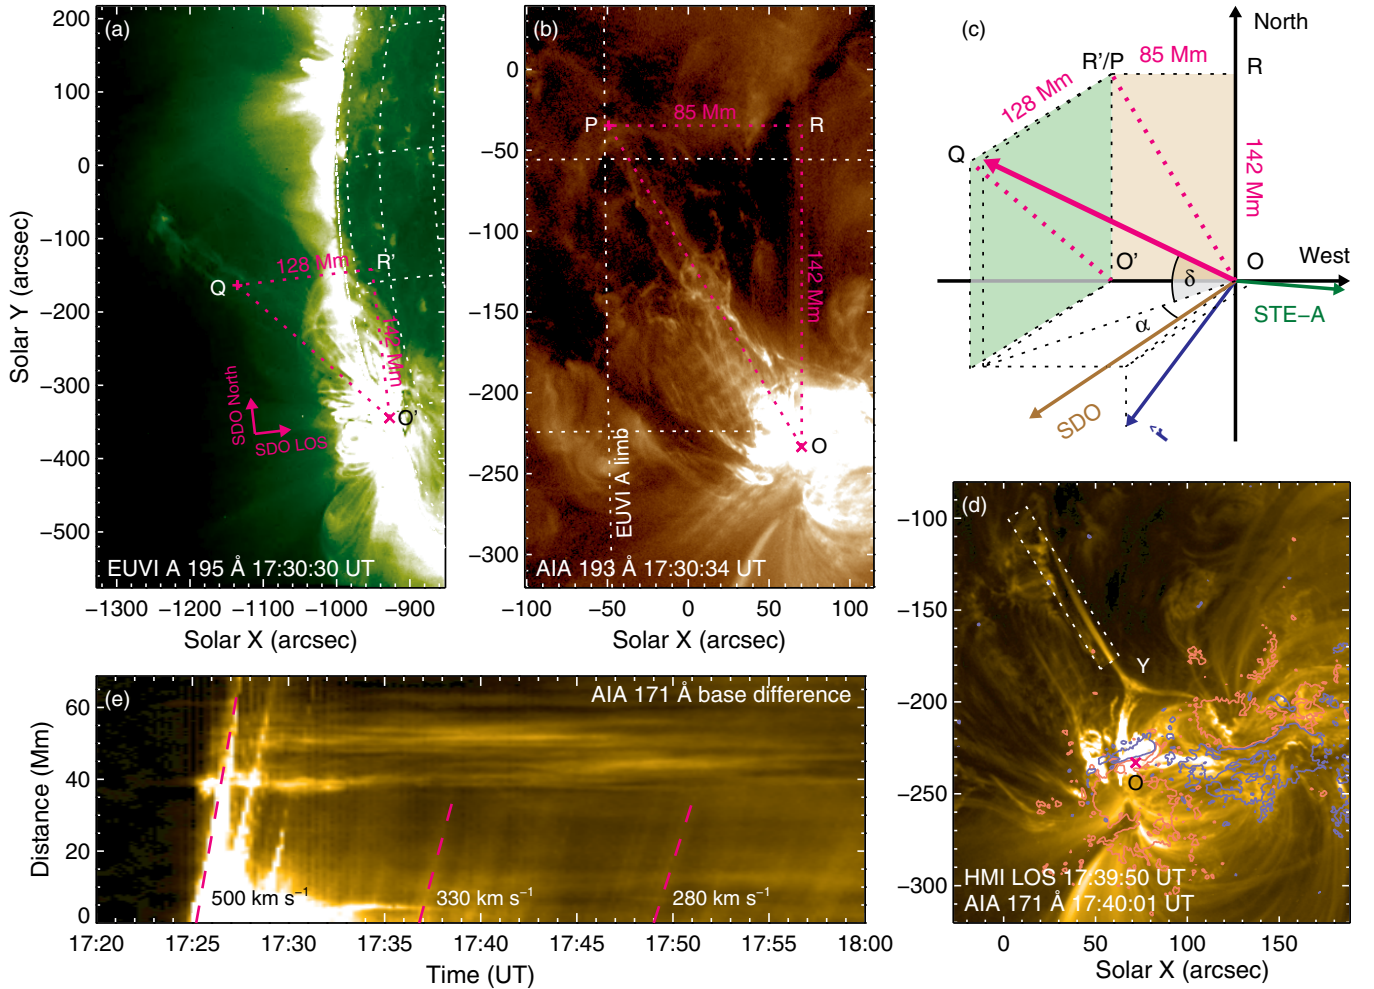 (a)
200
100
0
−100
−200
−300
−400
−500
Solar Y (arcsec)
128 Mm
R'
Q
142 Mm
O'
SDO North
SDO LOS
EUVI A 195 Å 17:30:30 UT
−1300
−1200
−1100
−1000
−900
Solar X (arcsec)
(b)
0
−50
−100
−150
−200
−250
−300
P
85 Mm
R
142 Mm
O
EUVI A limb
AIA 193 Å 17:30:34 UT
−100
−50
0
50
100
Solar X (arcsec)
(c)
North
R'/P
85 Mm
R
128 Mm
Q
142 Mm
West
O'
O
δ
α
STE−A
SDO
r̂
(d)
−100
−150
−200
−250
−300
Y
O
HMI LOS 17:39:50 UT
AIA 171 Å 17:40:01 UT
0
50
100
150
Solar X (arcsec)
(e)
AIA 171 Å base difference
60
40
20
0
Distance (Mm)
500 km s⁻¹
330 km s⁻¹
280 km s⁻¹
17:20
17:25
17:30
17:35
17:40
17:45
17:50
17:55
18:00
Time (UT)